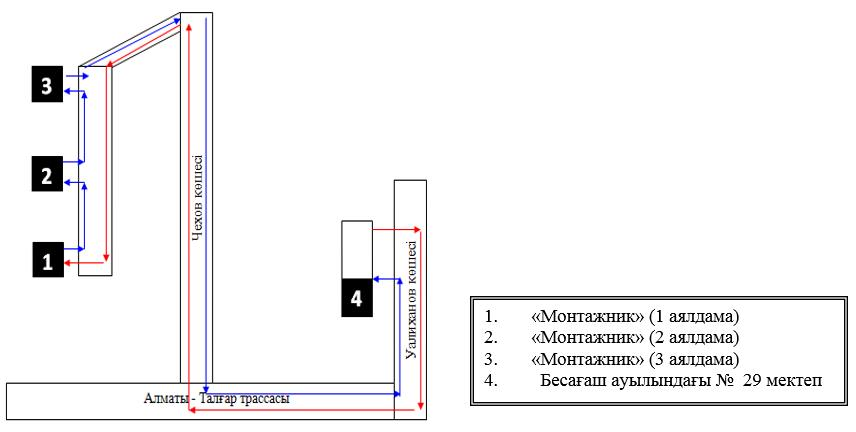 3
2
1
4
Чехов көшесі
Уалиханов көшесі
Алматы - Талғар трассасы
1. «Монтажник» (1 аялдама)
2. «Монтажник» (2 аялдама)
3. «Монтажник» (3 аялдама)
4. Бесағаш ауылындағы № 29 мектеп